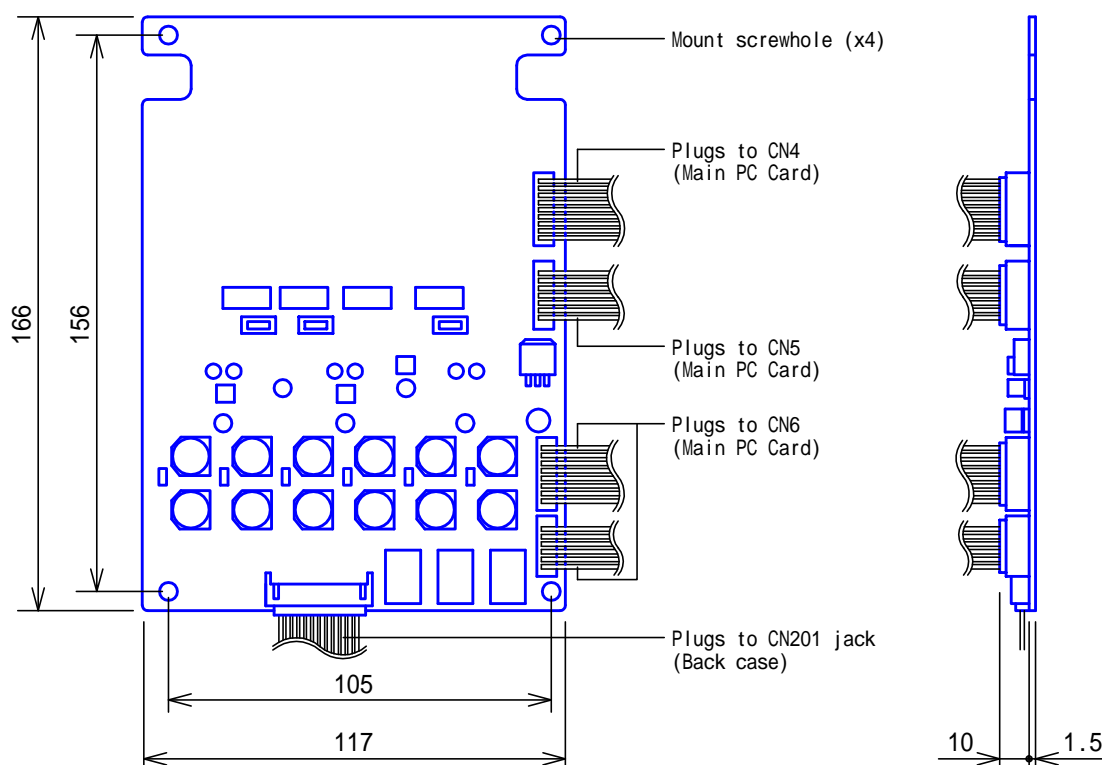 Mount screwhole (x4)
Plugs to CN4
(Main PC Card)
166
156
Plugs to CN5
(Main PC Card)
Plugs to CN6
(Main PC Card)
Plugs to CN201 jack
(Back case)
105
117
10
1.5